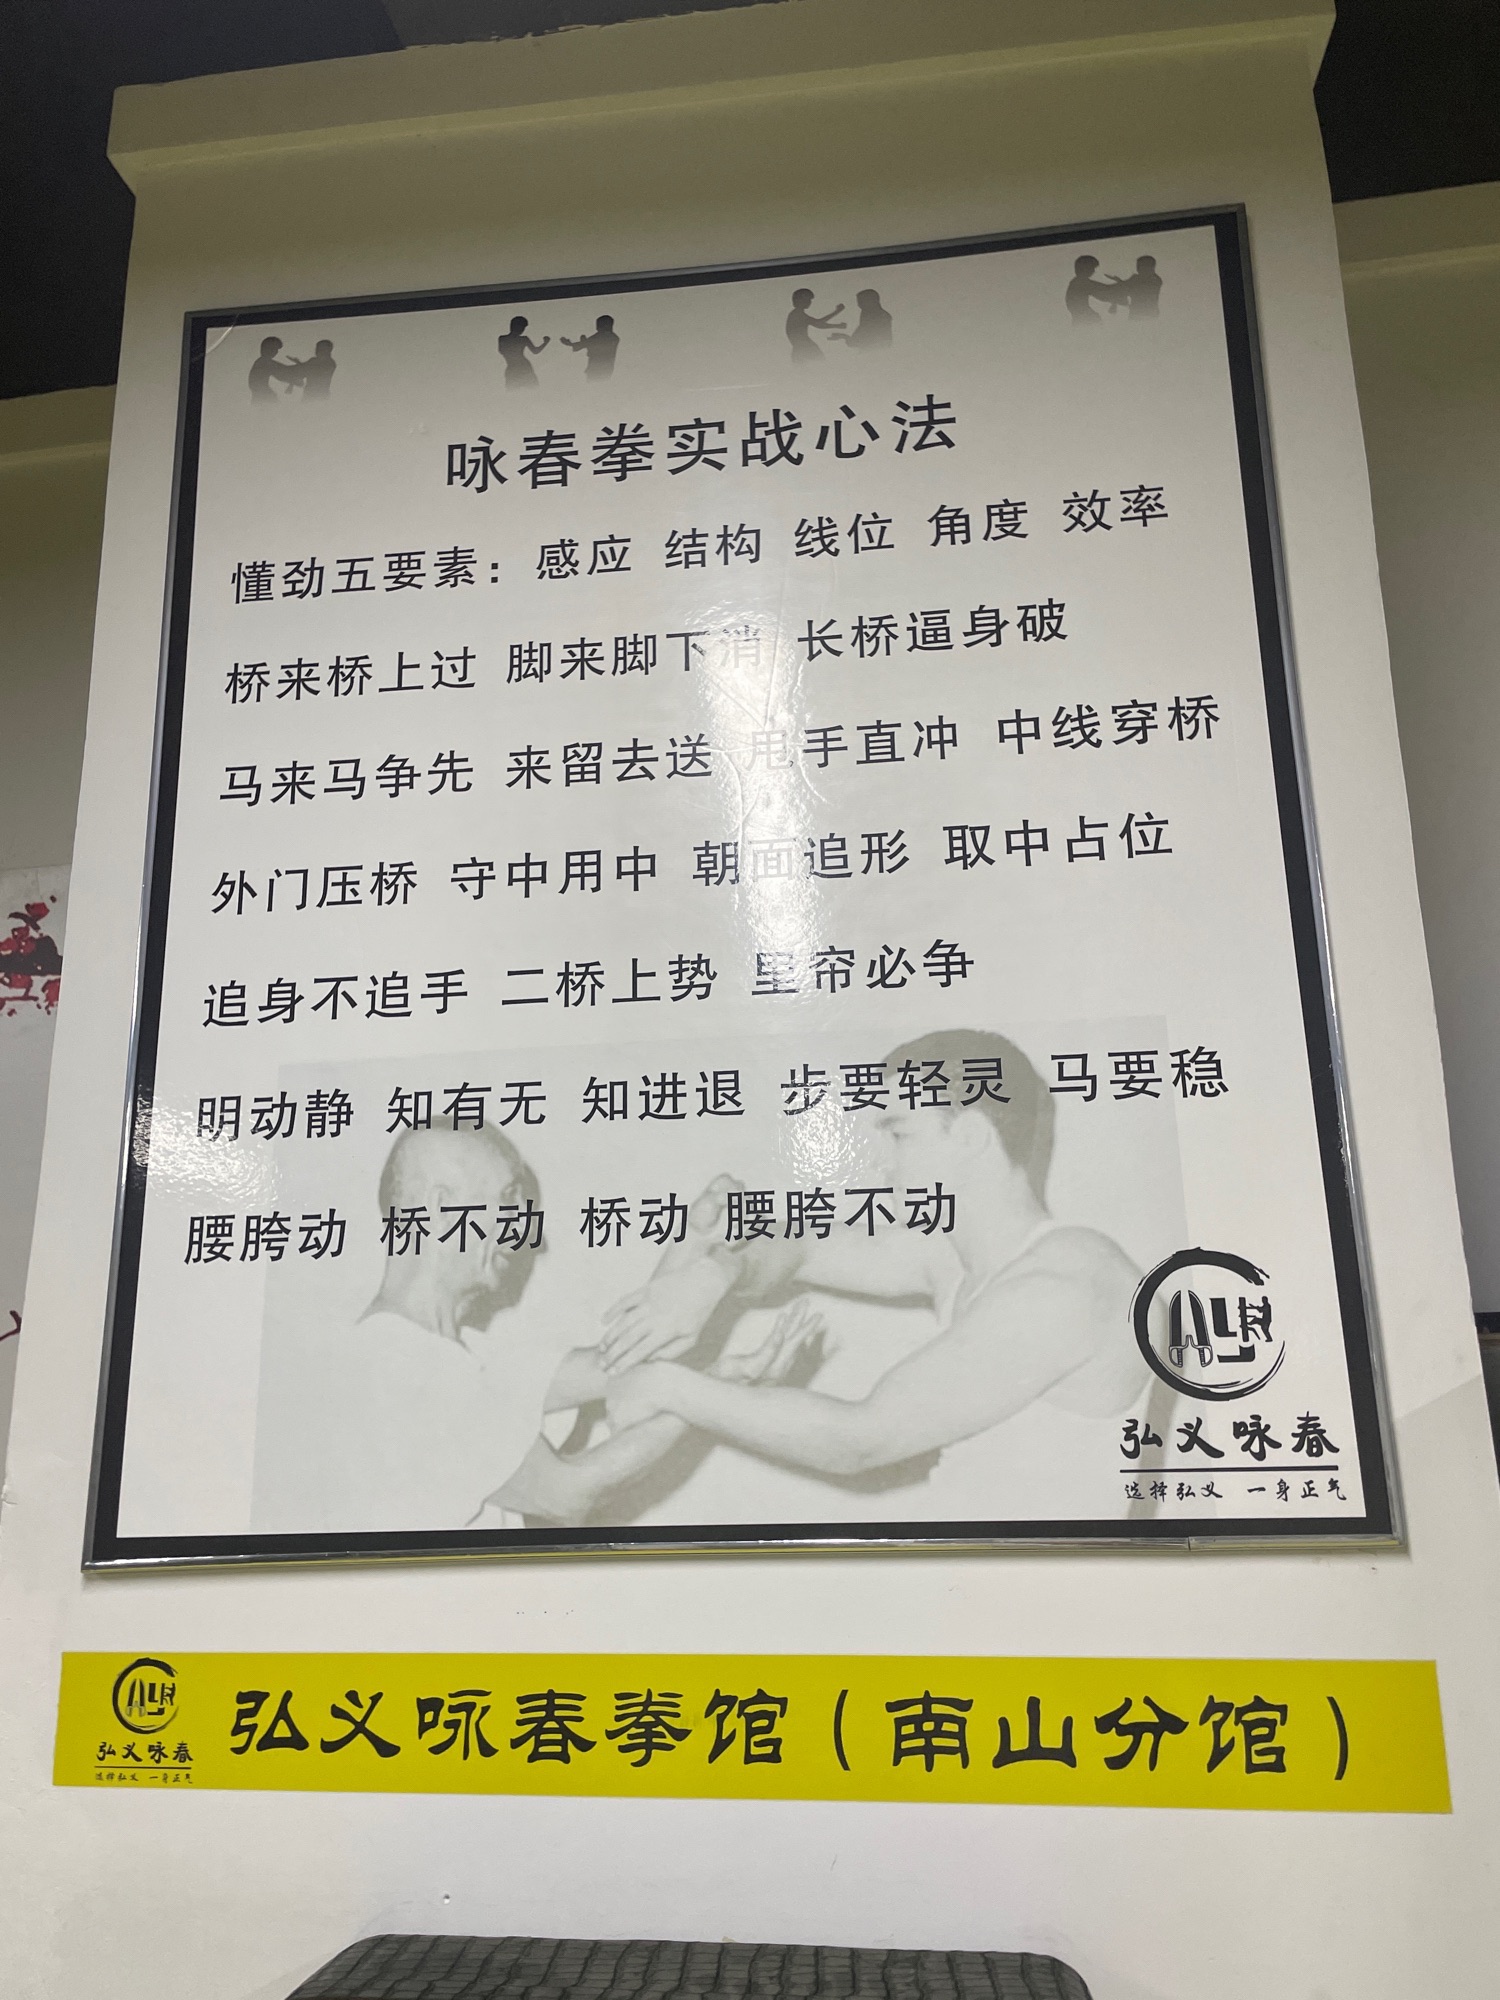 咏春拳实战心法
懂劲五要素：感应 结构 线位 角度 效率
桥来桥上过 脚来脚下消 长桥逼身破
马来马争先 来留去送 甩手直冲 中线穿桥
外门压桥 守中用中 朝面追形 取中占位
追身不追手 二桥上势 里帘必争
明动静 知有无 知进退 步要轻灵 马要稳
腰胯动 桥不动 桥动 腰胯不动
弘义咏春
选择弘义 一身正气
弘义咏春拳馆（南山分馆）
弘义咏春
选择弘义 一身正气